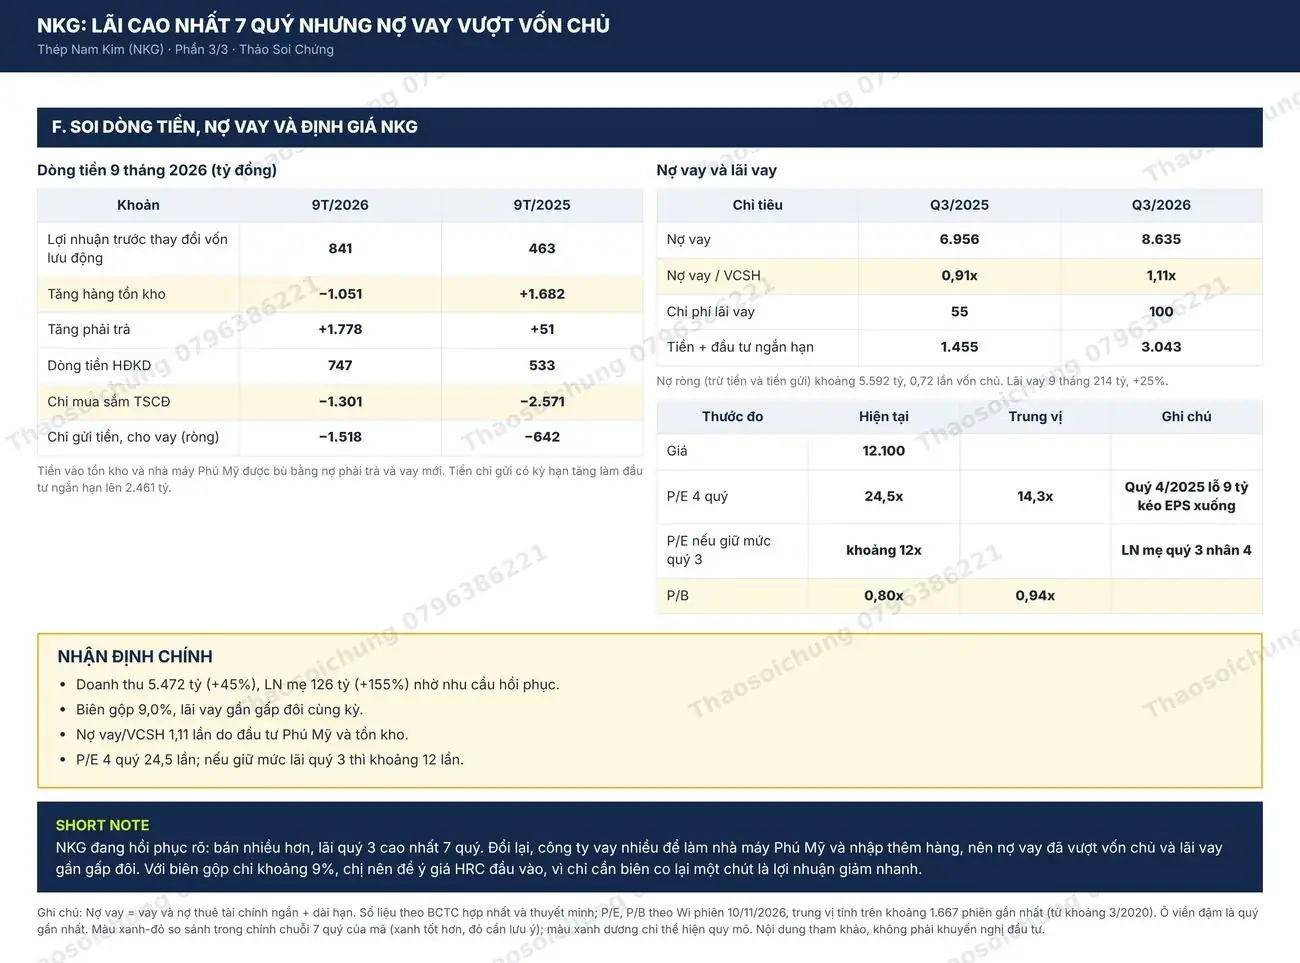 NKG: LÃI CAO NHẤT 7 QUÝ NHƯNG NỢ VAY VƯỢT VỐN CHỦ
Thép Nam Kim (NKG) · Phần 3/3 · Thảo Soi Chứng
F. SOI DÒNG TIỀN, NỢ VAY VÀ ĐỊNH GIÁ NKG
Dòng tiền 9 tháng 2026 (tỷ đồng)
Khoản 9T/2026 9T/2025
Lợi nhuận trước thay đổi vốn
lưu động 841 463
Tăng hàng tồn kho −1.051 +1.682
Tăng phải trả +1.778 +51
Dòng tiền HĐKD 747 533
Chi mua sắm TSCĐ −1.301 −2.571
Chi gửi tiền, cho vay (ròng) −1.518 −642
Tiền vào tồn kho và nhà máy Phú Mỹ được bù bằng nợ phải trả và vay mới. Tiền chi gửi có kỳ hạn tăng làm đầu
tư ngắn hạn lên 2.461 tỷ.
Nợ vay và lãi vay
Chỉ tiêu Q3/2025 Q3/2026
Nợ vay 6.956 8.635
Nợ vay / VCSH 0,91x 1,11x
Chi phí lãi vay 55 100
Tiền + đầu tư ngắn hạn 1.455 3.043
Nợ ròng (trừ tiền và tiền gửi) khoảng 5.592 tỷ, 0,72 lần vốn chủ. Lãi vay 9 tháng 214 tỷ, +25%.
Thước đo Hiện tại Trung vị Ghi chú
Giá 12.100
P/E 4 quý 24,5x 14,3x Quý 4/2025 lỗ 9 tỷ
kéo EPS xuống
P/E nếu giữ mức
quý 3 khoảng 12x LN mẹ quý 3 nhân 4
P/B 0,80x 0,94x
NHẬN ĐỊNH CHÍNH
• Doanh thu 5.472 tỷ (+45%), LN mẹ 126 tỷ (+155%) nhờ nhu cầu hồi phục.
• Biên gộp 9,0%, lãi vay gần gấp đôi cùng kỳ.
• Nợ vay/VCSH 1,11 lần do đầu tư Phú Mỹ và tồn kho.
• P/E 4 quý 24,5 lần; nếu giữ mức lãi quý 3 thì khoảng 12 lần.
SHORT NOTE
NKG đang hồi phục rõ: bán nhiều hơn, lãi quý 3 cao nhất 7 quý. Đổi lại, công ty vay nhiều để làm nhà máy Phú Mỹ và nhập thêm hàng, nên nợ vay đã vượt vốn chủ và lãi vay
gần gấp đôi. Với biên gộp chỉ khoảng 9%, chị nên để ý giá HRC đầu vào, vì chỉ cần biên co lại một chút là lợi nhuận giảm nhanh.
Ghi chú: Nợ vay = vay và nợ thuê tài chính ngắn + dài hạn. Số liệu theo BCTC hợp nhất và thuyết minh; P/E, P/B theo Wi phiên 10/11/2026, trung vị tính trên khoảng 1.667 phiên gần nhất (từ khoảng 3/2020). Ô viền đậm là quý
gần nhất. Màu xanh-đỏ so sánh trong chính chuỗi 7 quý của mã (xanh tốt hơn, đỏ cần lưu ý); màu xanh dương chỉ thể hiện quy mô. Nội dung tham khảo, không phải khuyến nghị đầu tư.
Thaosoichung 0796386221